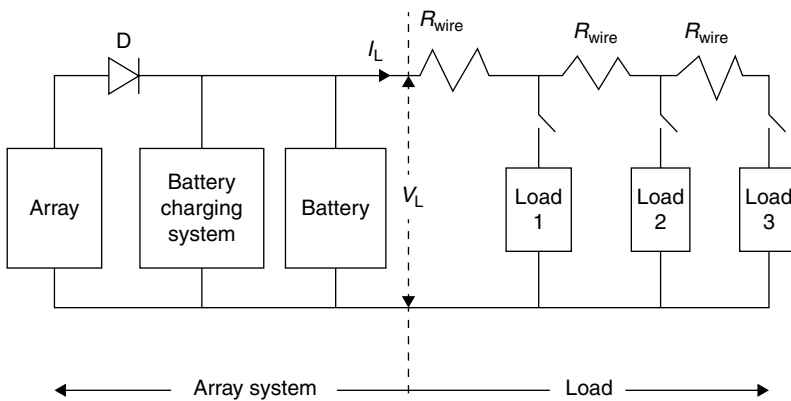 D
I_L
R_wire
R_wire
R_wire
Array
Battery
charging
system
Battery
V_L
Load
1
Load
2
Load
3
Array system
Load